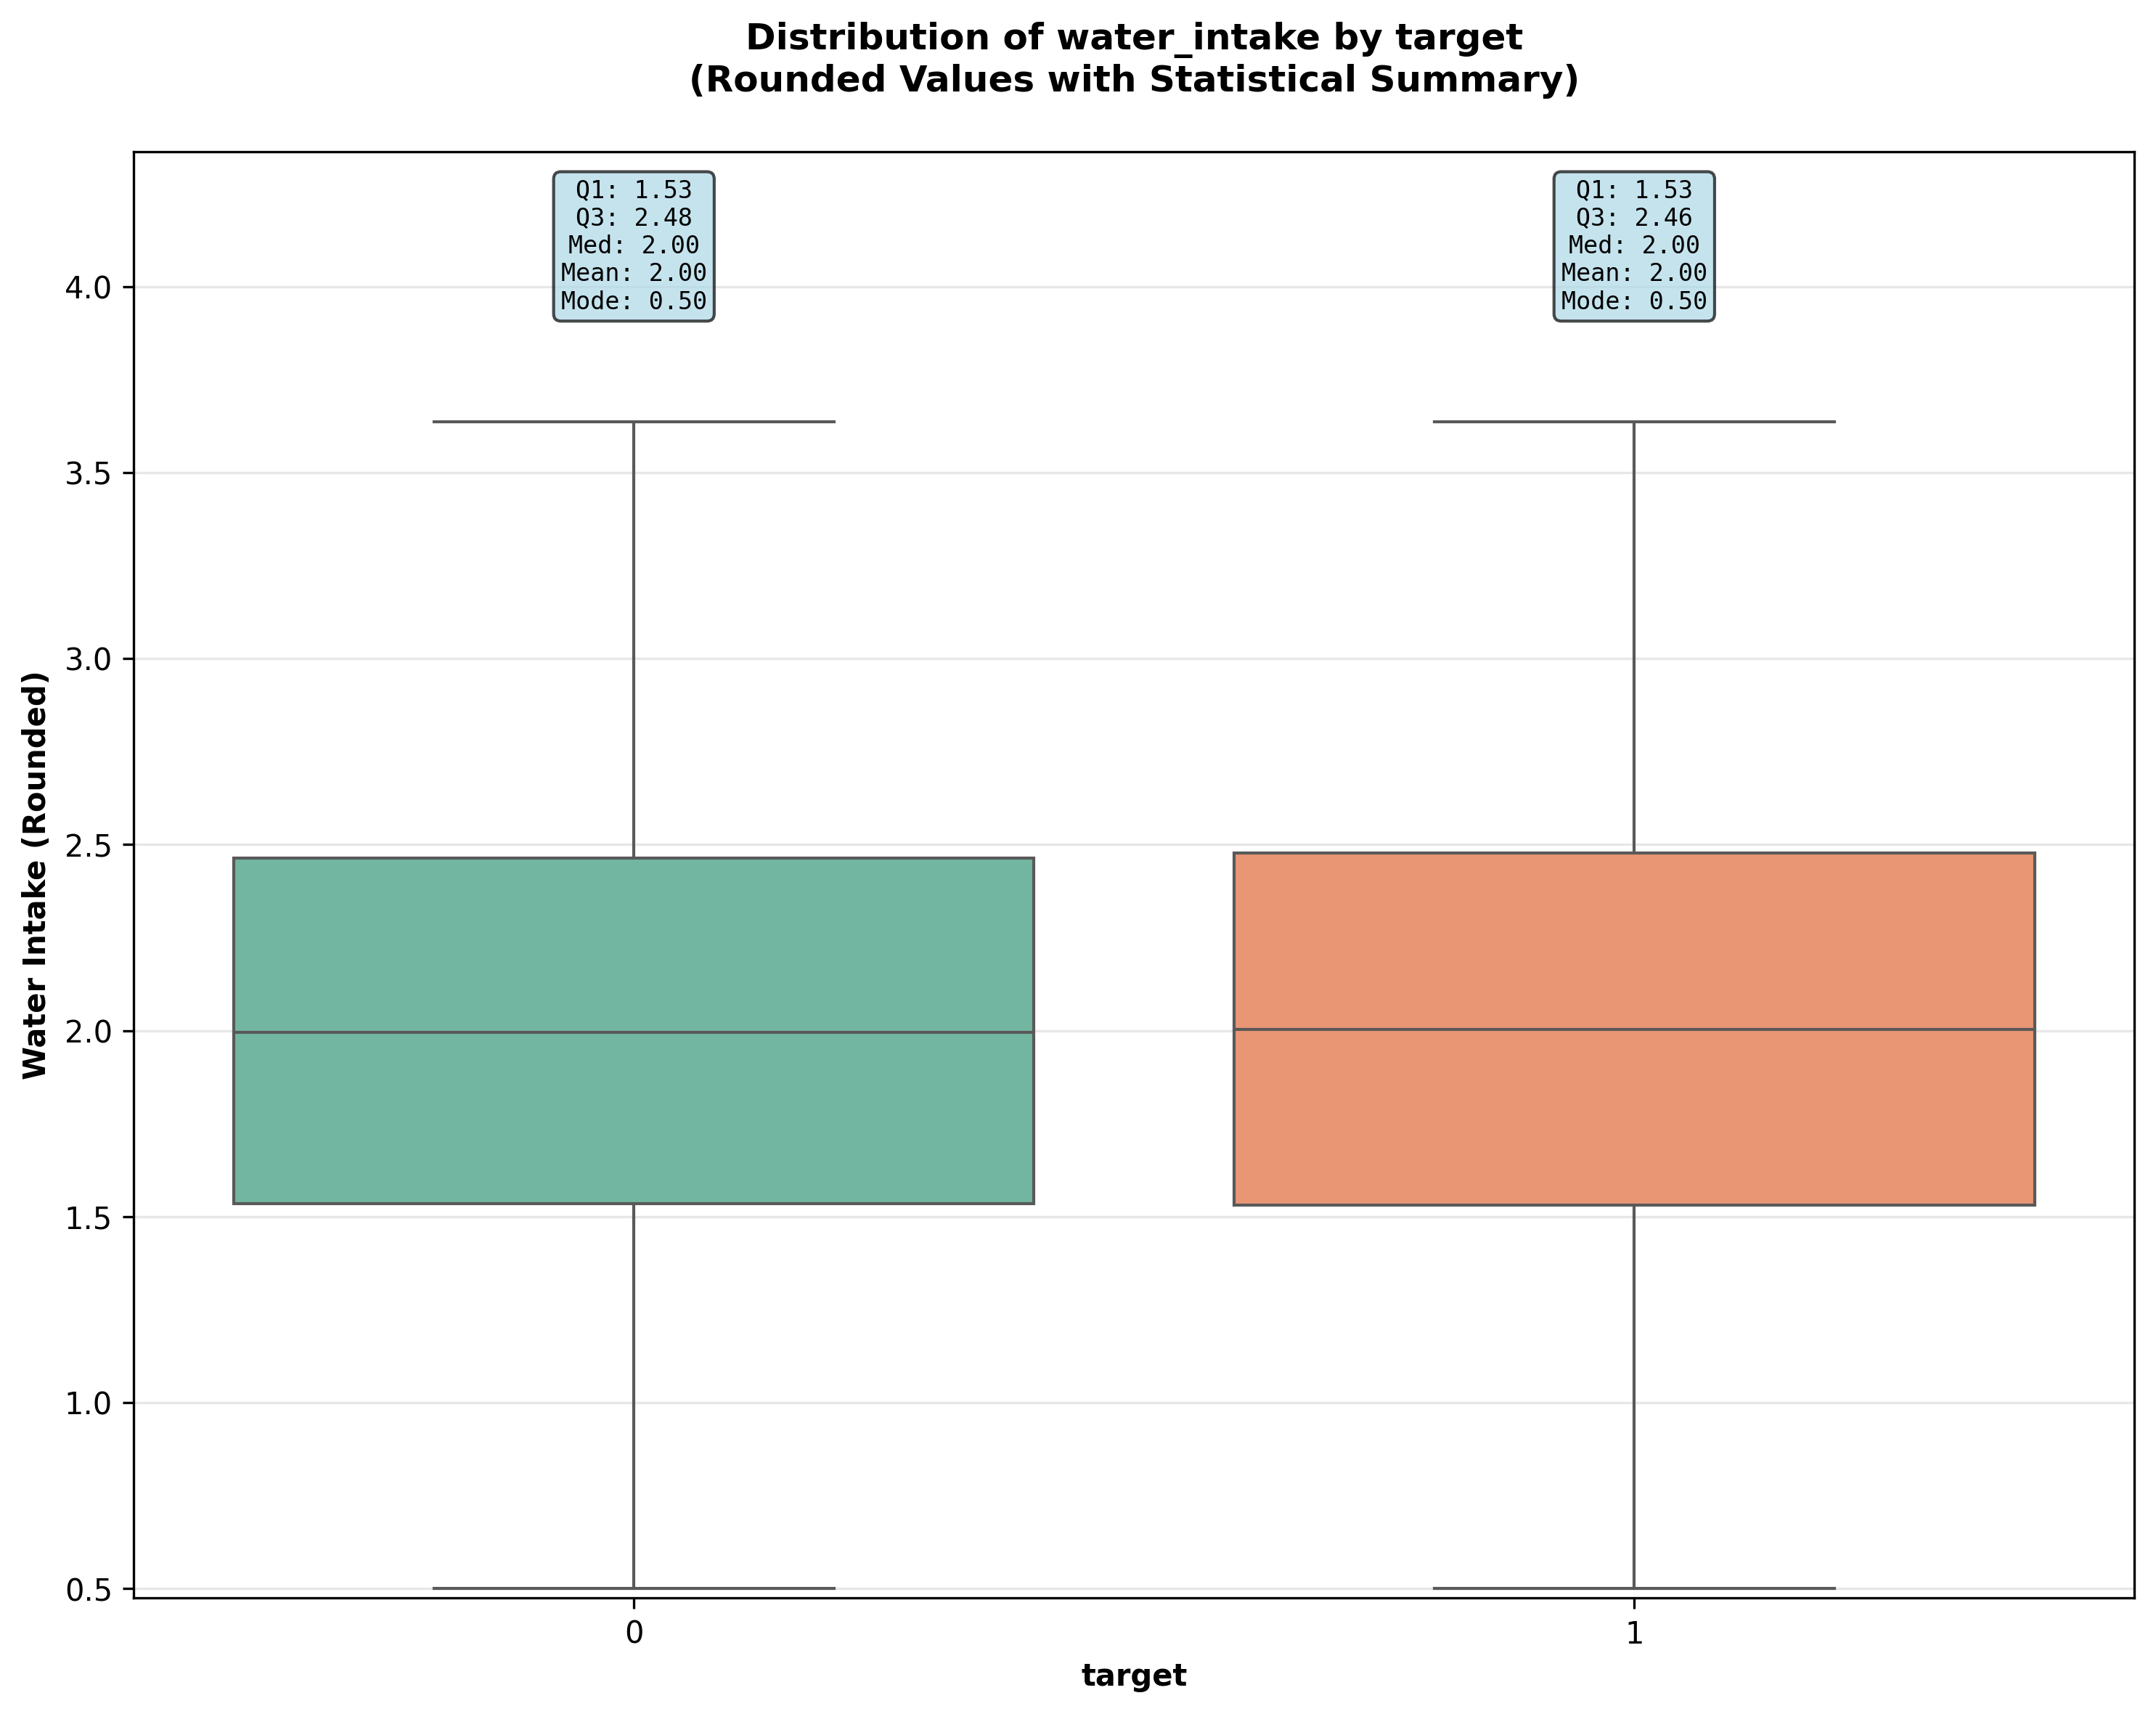 Distribution of water_intake by target
(Rounded Values with Statistical Summary)
Q1: 1.53
Q3: 2.48
Med: 2.00
Mean: 2.00
Mode: 0.50
Q1: 1.53
Q3: 2.46
Med: 2.00
Mean: 2.00
Mode: 0.50
Water Intake (Rounded)
4.0
3.5
3.0
2.5
2.0
1.5
1.0
0.5
0
1
target